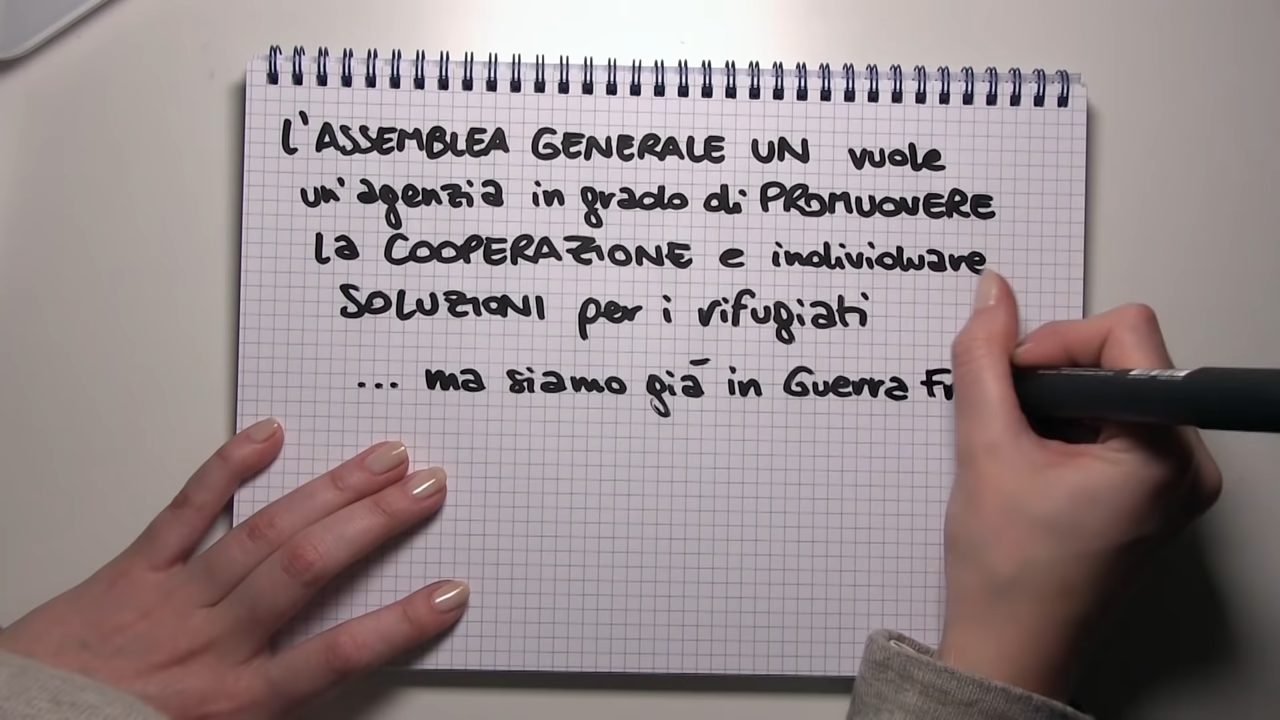 L'ASSEMBLEA GENERALE UN vuole
un'agenzia in grado di PROMUOVERE
la COOPERAZIONE e individuare
SOLUZIONI per i rifugiati
... ma siamo già in Guerra Fr